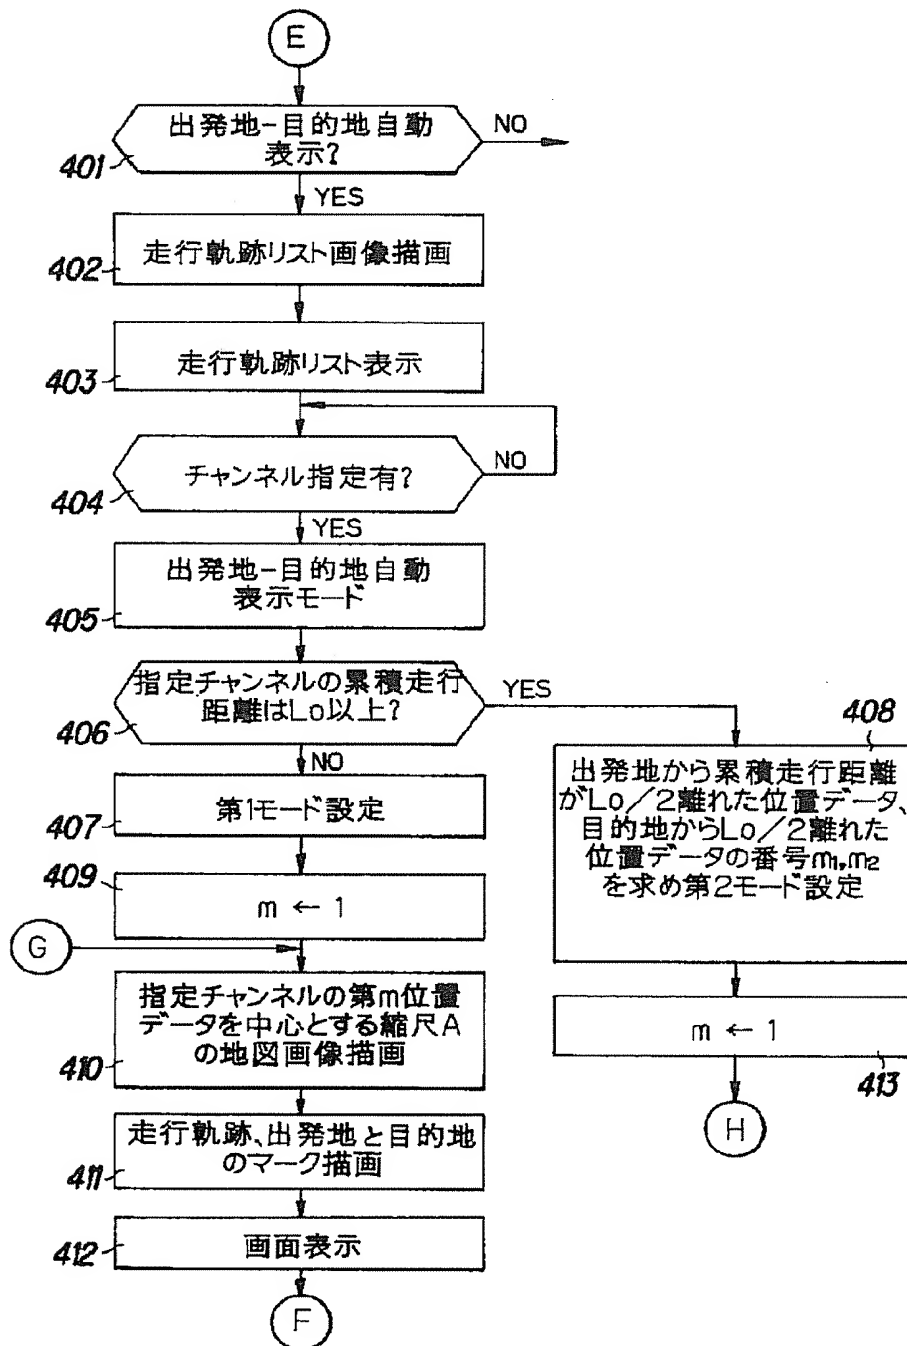 E
出発地-目的地自動
表示?
NO
401
YES
走行軌跡リスト画像描画
402
走行軌跡リスト表示
403
チャンネル指定有?
NO
404
YES
出発地-目的地自動
表示モード
405
指定チャンネルの累積走行
距離はLo以上?
YES
406
NO
408
出発地から累積走行距離
がLo/2離れた位置データ、
目的地からLo/2離れた
位置データの番号m₁,m₂
を求め第2モード設定
第1モード設定
407
409
m ← 1
G
指定チャンネルの第m位置
データを中心とする縮尺A
の地図画像描画
410
m ← 1
413
H
走行軌跡、出発地と目的地
のマーク描画
411
画面表示
412
F